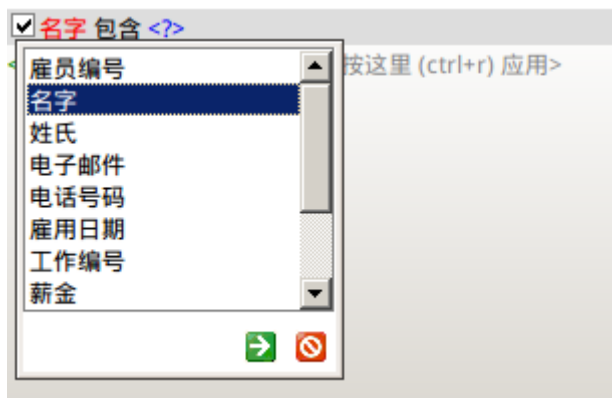 名字 包含 <?>
按这里 (ctrl+r) 应用>
雇员编号
名字
姓氏
电子邮件
电话号码
雇用日期
工作编号
薪金